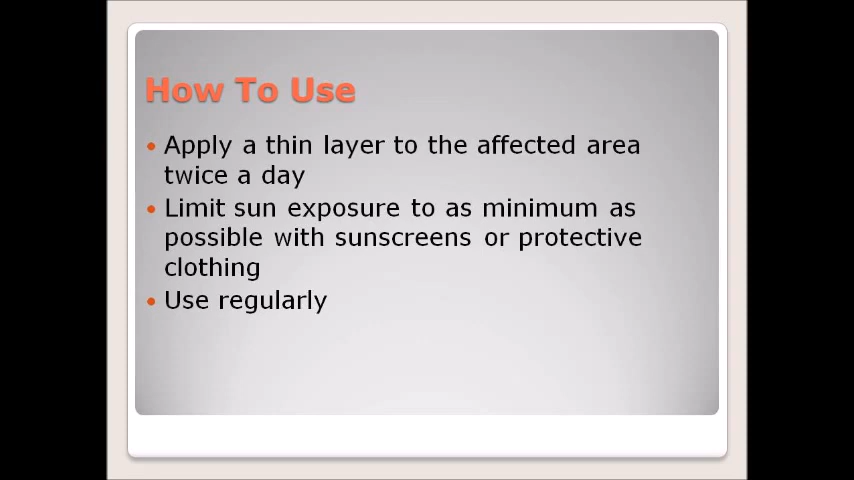 How To Use
• Apply a thin layer to the affected area
twice a day
• Limit sun exposure to as minimum as
possible with sunscreens or protective
clothing
• Use regularly